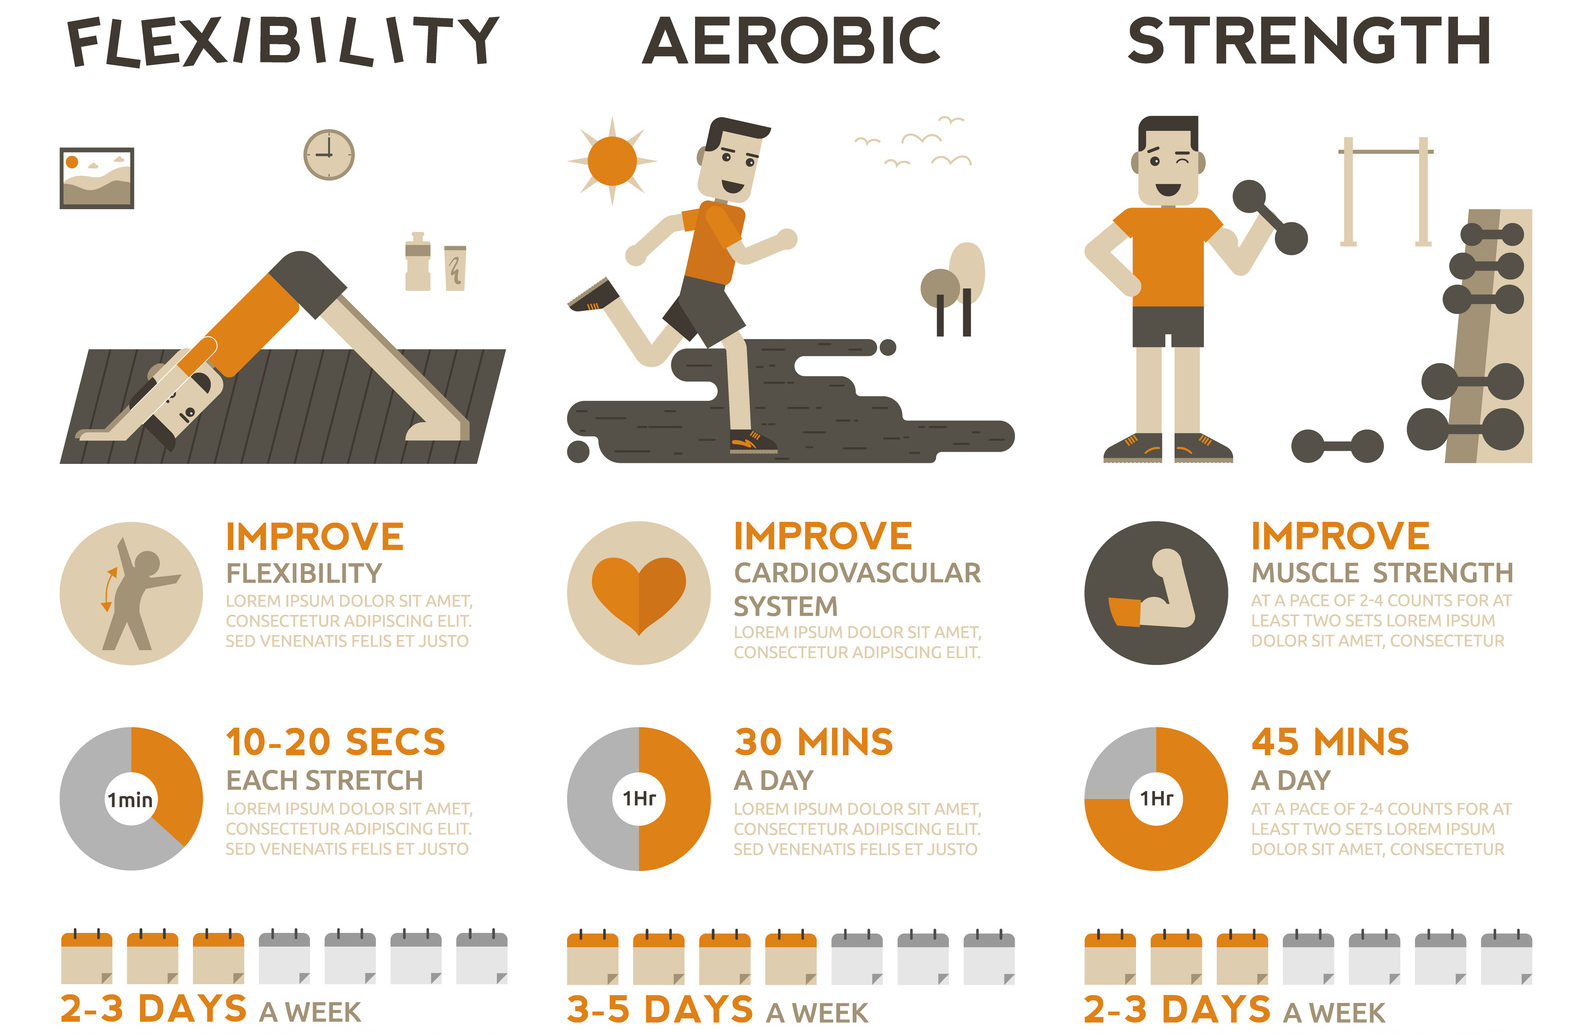 FLEXIBILITY
IMPROVE
FLEXIBILITY
LOREM IPSUM DOLOR SIT AMET,
CONSECTETUR ADIPISCING ELIT.
SED VENENATIS FELIS ET JUSTO
1min
10-20 SECS
EACH STRETCH
LOREM IPSUM DOLOR SIT AMET,
CONSECTETUR ADIPISCING ELIT.
SED VENENATIS FELIS ET JUSTO
2-3 DAYS A WEEK
AEROBIC
IMPROVE
CARDIOVASCULAR
SYSTEM
LOREM IPSUM DOLOR SIT AMET,
CONSECTETUR ADIPISCING ELIT.
1Hr
30 MINS
A DAY
LOREM IPSUM DOLOR SIT AMET,
CONSECTETUR ADIPISCING ELIT.
SED VENENATIS FELIS ET JUSTO
3-5 DAYS A WEEK
STRENGTH
IMPROVE
MUSCLE STRENGTH
AT A PACE OF 2-4 COUNTS FOR AT
LEAST TWO SETS LOREM IPSUM
DOLOR SIT AMET, CONSECTETUR
1Hr
45 MINS
A DAY
AT A PACE OF 2-4 COUNTS FOR AT
LEAST TWO SETS LOREM IPSUM
DOLOR SIT AMET, CONSECTETUR
2-3 DAYS A WEEK